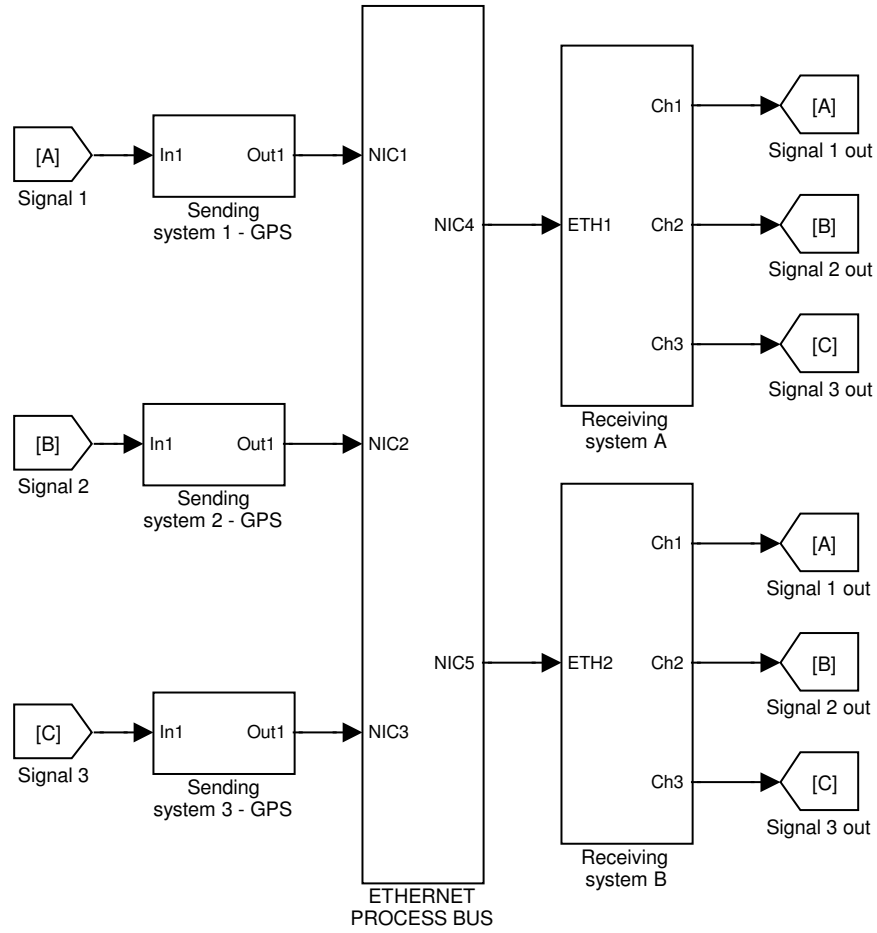 [A]
Signal 1
In1
Out1
Sending
system 1 - GPS
[B]
Signal 2
In1
Out1
Sending
system 2 - GPS
[C]
Signal 3
In1
Out1
Sending
system 3 - GPS
NIC1
NIC2
NIC3
NIC4
NIC5
ETHERNET
PROCESS BUS
ETH1
Ch1
Ch2
Ch3
Receiving
system A
[A]
Signal 1 out
[B]
Signal 2 out
[C]
Signal 3 out
ETH2
Ch1
Ch2
Ch3
Receiving
system B
[A]
Signal 1 out
[B]
Signal 2 out
[C]
Signal 3 out